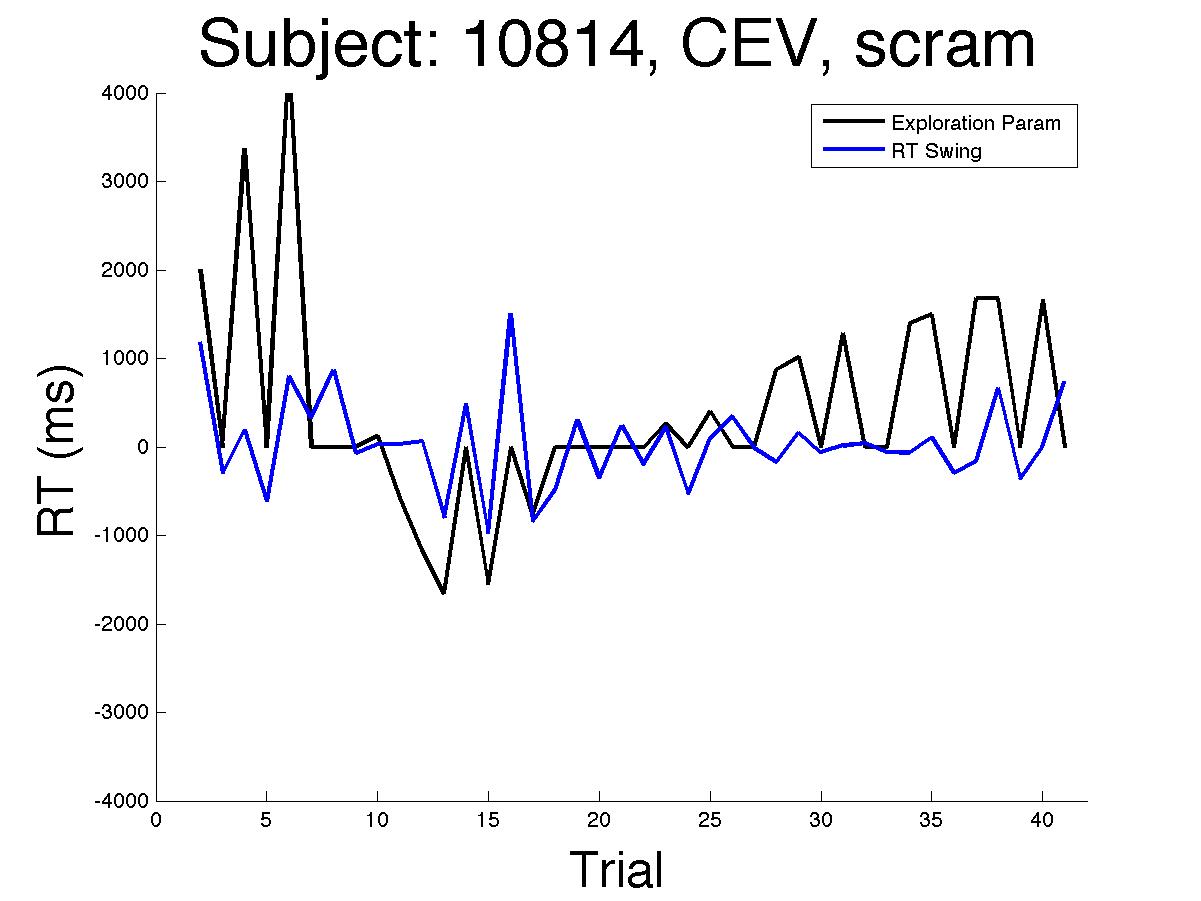 Subject: 10814, CEV, scram
Exploration Param
RT Swing
4000
3000
2000
1000
0
-1000
-2000
-3000
-4000
RT (ms)
0 5 10 15 20 25 30 35 40
Trial